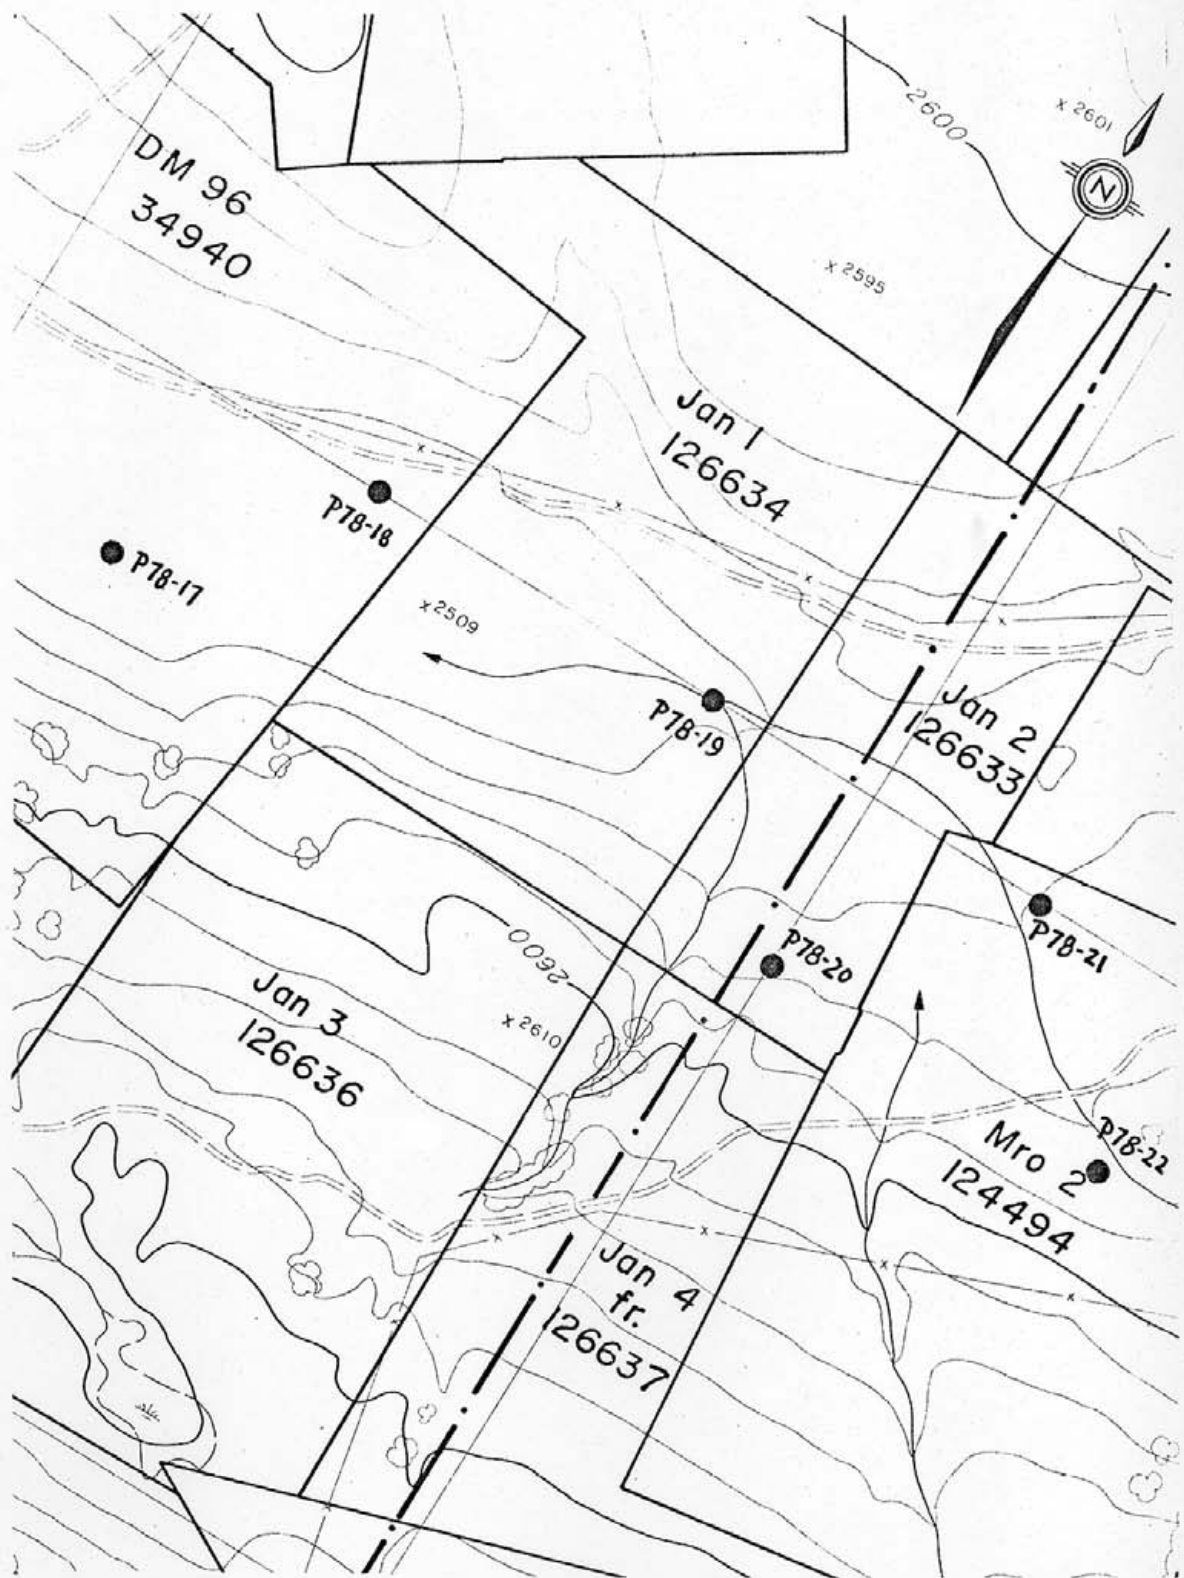 2600
x 2601
N
DM 96
34940
x 2595
Jan 1
126634
P78-18
P78-17
x 2509
P78-19
Jan 2
126633
2600
P78-20
P78-21
Jan 3
126636
x 2610
Mro 2
124494
P78-22
Jan 4
fr.
126637